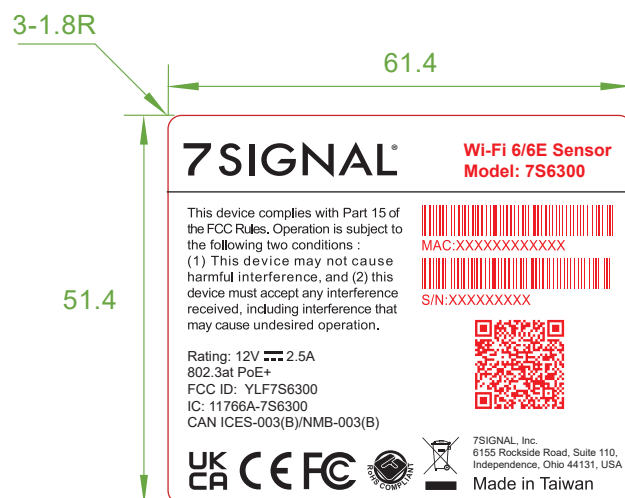 3-1.8R
61.4
51.4
7SIGNAL®
Wi-Fi 6/6E Sensor
Model: 7S6300
This device complies with Part 15 of
the FCC Rules. Operation is subject to
the following two conditions :
(1) This device may not cause
harmful interference, and (2) this
device must accept any interference
received, including interference that
may cause undesired operation.
MAC:XXXXXXXXXXXX
S/N:XXXXXXXXX
Rating: 12V 2.5A
802.3at PoE+
FCC ID: YLF7S6300
IC: 11766A-7S6300
CAN ICES-003(B)/NMB-003(B)
UK
CA
CE
FC
RoHS COMPLIANT
7SIGNAL, Inc.
6155 Rockside Road, Suite 110,
Independence, Ohio 44131, USA
Made in Taiwan